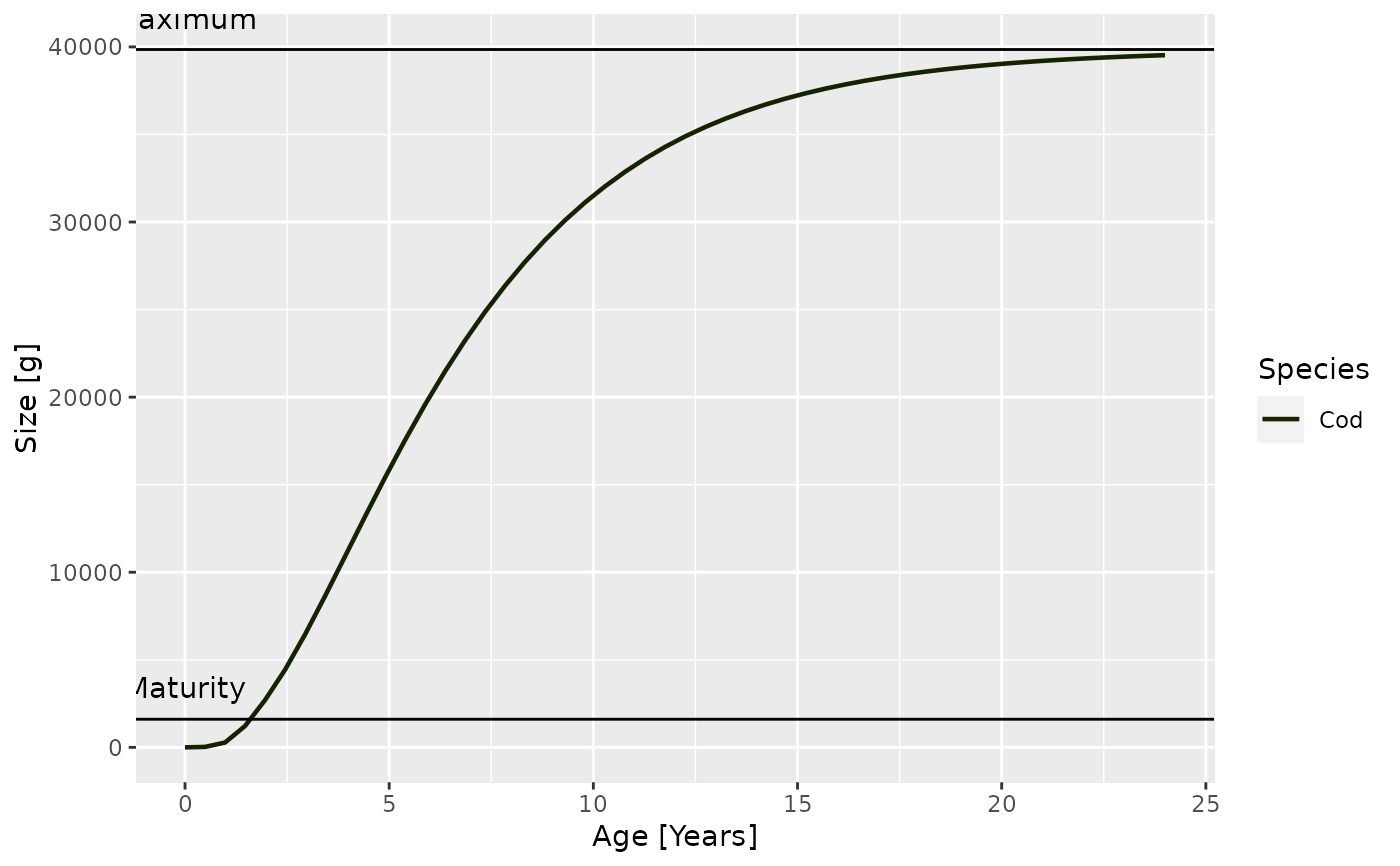 aximum
40000
30000
20000
10000
0
Maturity
0 5 10 15 20 25
Age [Years]
Size [g]
Species
Cod